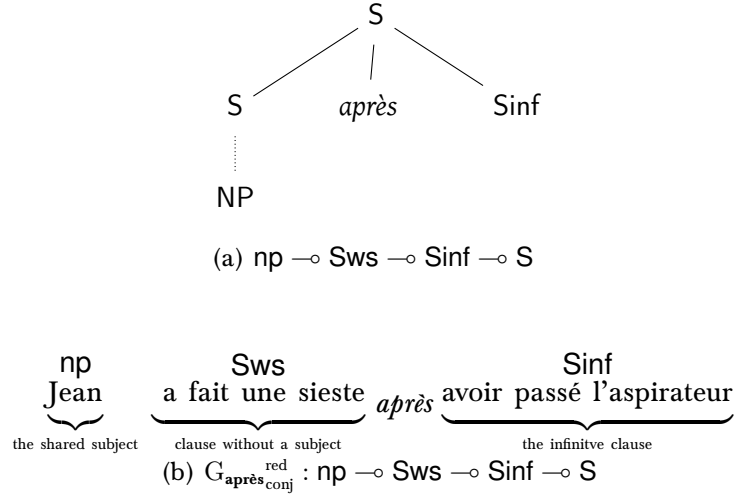 S
S après Sinf
NP
(a) np ⊸ Sws ⊸ Sinf ⊸ S
np Sws Sinf
Jean a fait une sieste après avoir passé l'aspirateur
the shared subject clause without a subject the infinitve clause
(b) G_après^red_conj : np ⊸ Sws ⊸ Sinf ⊸ S